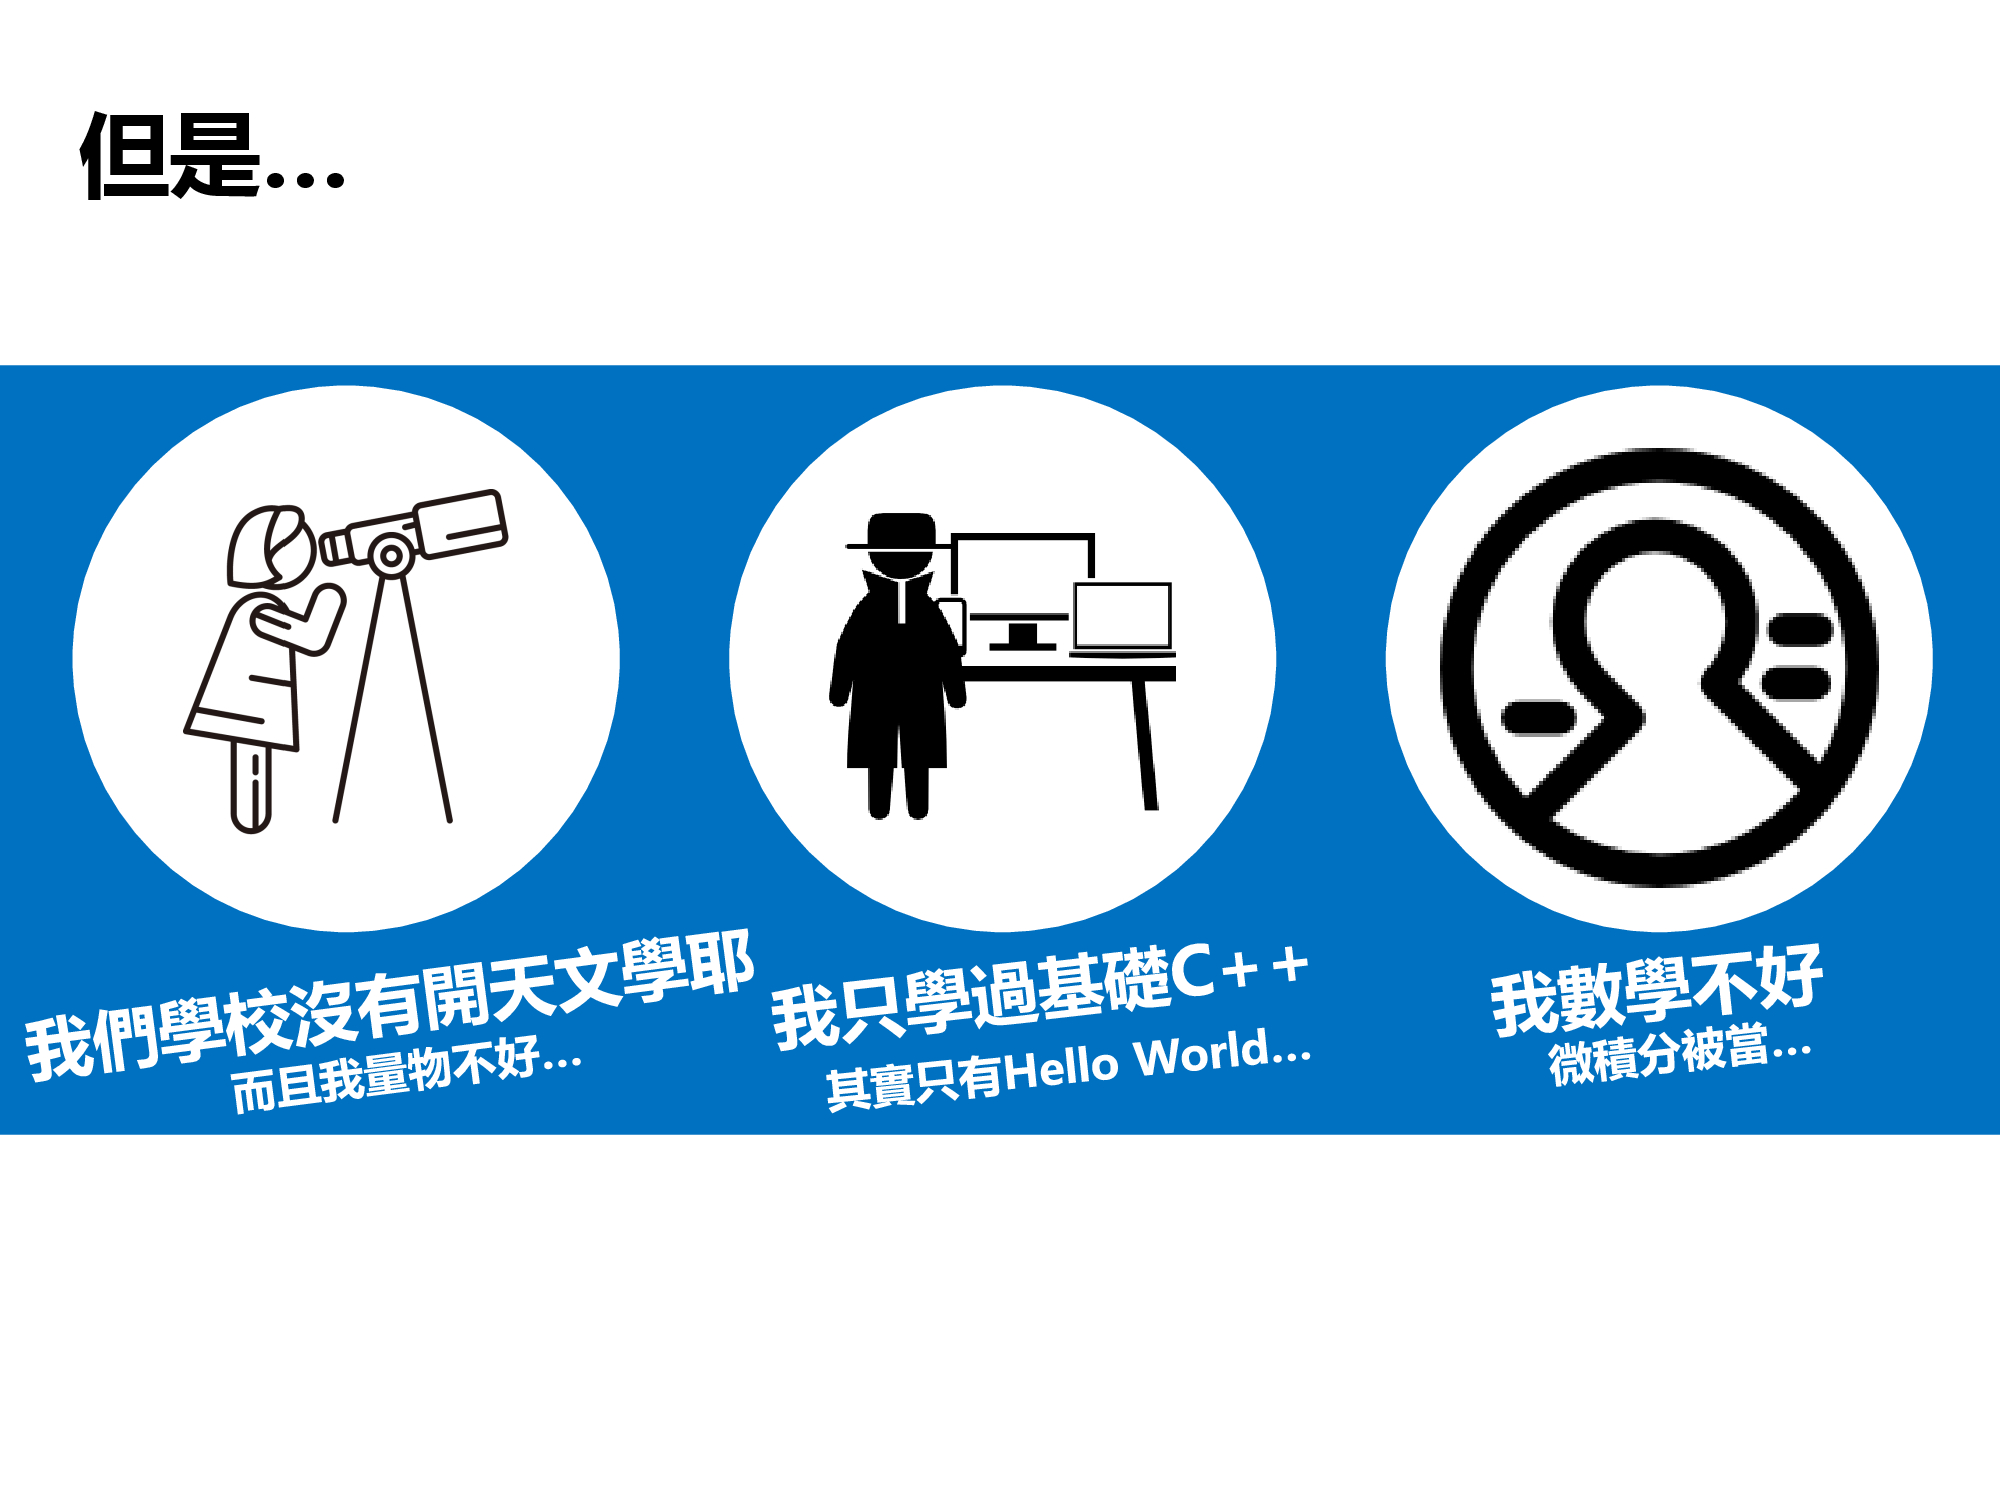 但是...
我們學校沒有開天文學耶
而且我量物不好...
我只學過基礎C++
其實只有Hello World...
我數學不好
微積分被當...